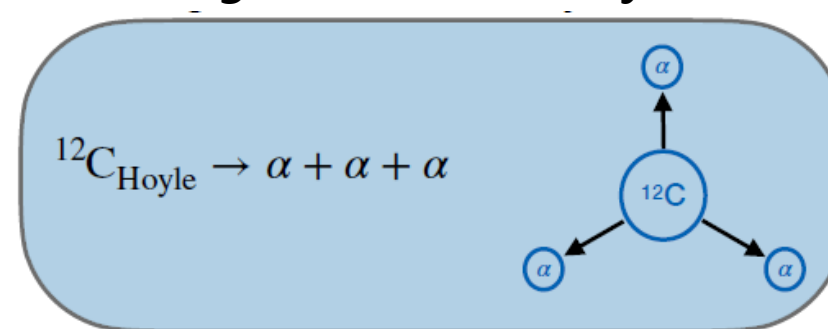 α
¹²C_Hoyle → α + α + α
¹²C
α α